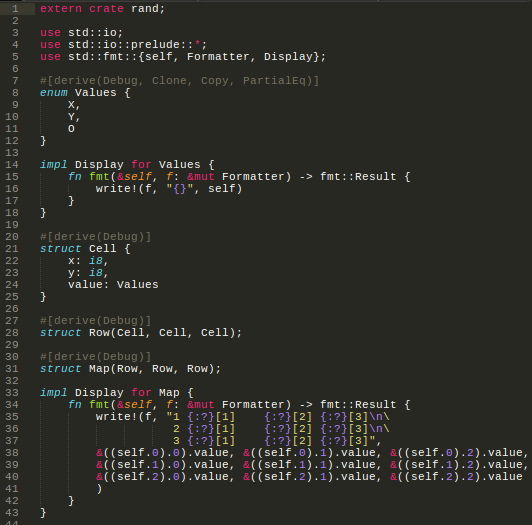 1 extern crate rand;
2
3 use std::io;
4 use std::io::prelude::*;
5 use std::fmt::{self, Formatter, Display};
6
7 #[derive(Debug, Clone, Copy, PartialEq)]
8 enum Values {
9     X,
10     Y,
11     O
12 }
13
14 impl Display for Values {
15     fn fmt(&self, f: &mut Formatter) -> fmt::Result {
16         write!(f, "{}", self)
17     }
18 }
19
20 #[derive(Debug)]
21 struct Cell {
22     x: i8,
23     y: i8,
24     value: Values
25 }
26
27 #[derive(Debug)]
28 struct Row(Cell, Cell, Cell);
29
30 #[derive(Debug)]
31 struct Map(Row, Row, Row);
32
33 impl Display for Map {
34     fn fmt(&self, f: &mut Formatter) -> fmt::Result {
35         write!(f, "1 {:?}[1]    {:?}[2] {:?}[3]\n\
36                    2 {:?}[1]    {:?}[2] {:?}[3]\n\
37                    3 {:?}[1]    {:?}[2] {:?}[3]",
38         &((self.0).0).value, &((self.0).1).value, &((self.0).2).value,
39         &((self.1).0).value, &((self.1).1).value, &((self.1).2).value,
40         &((self.2).0).value, &((self.2).1).value, &((self.2).2).value
41         )
42     }
43 }
44